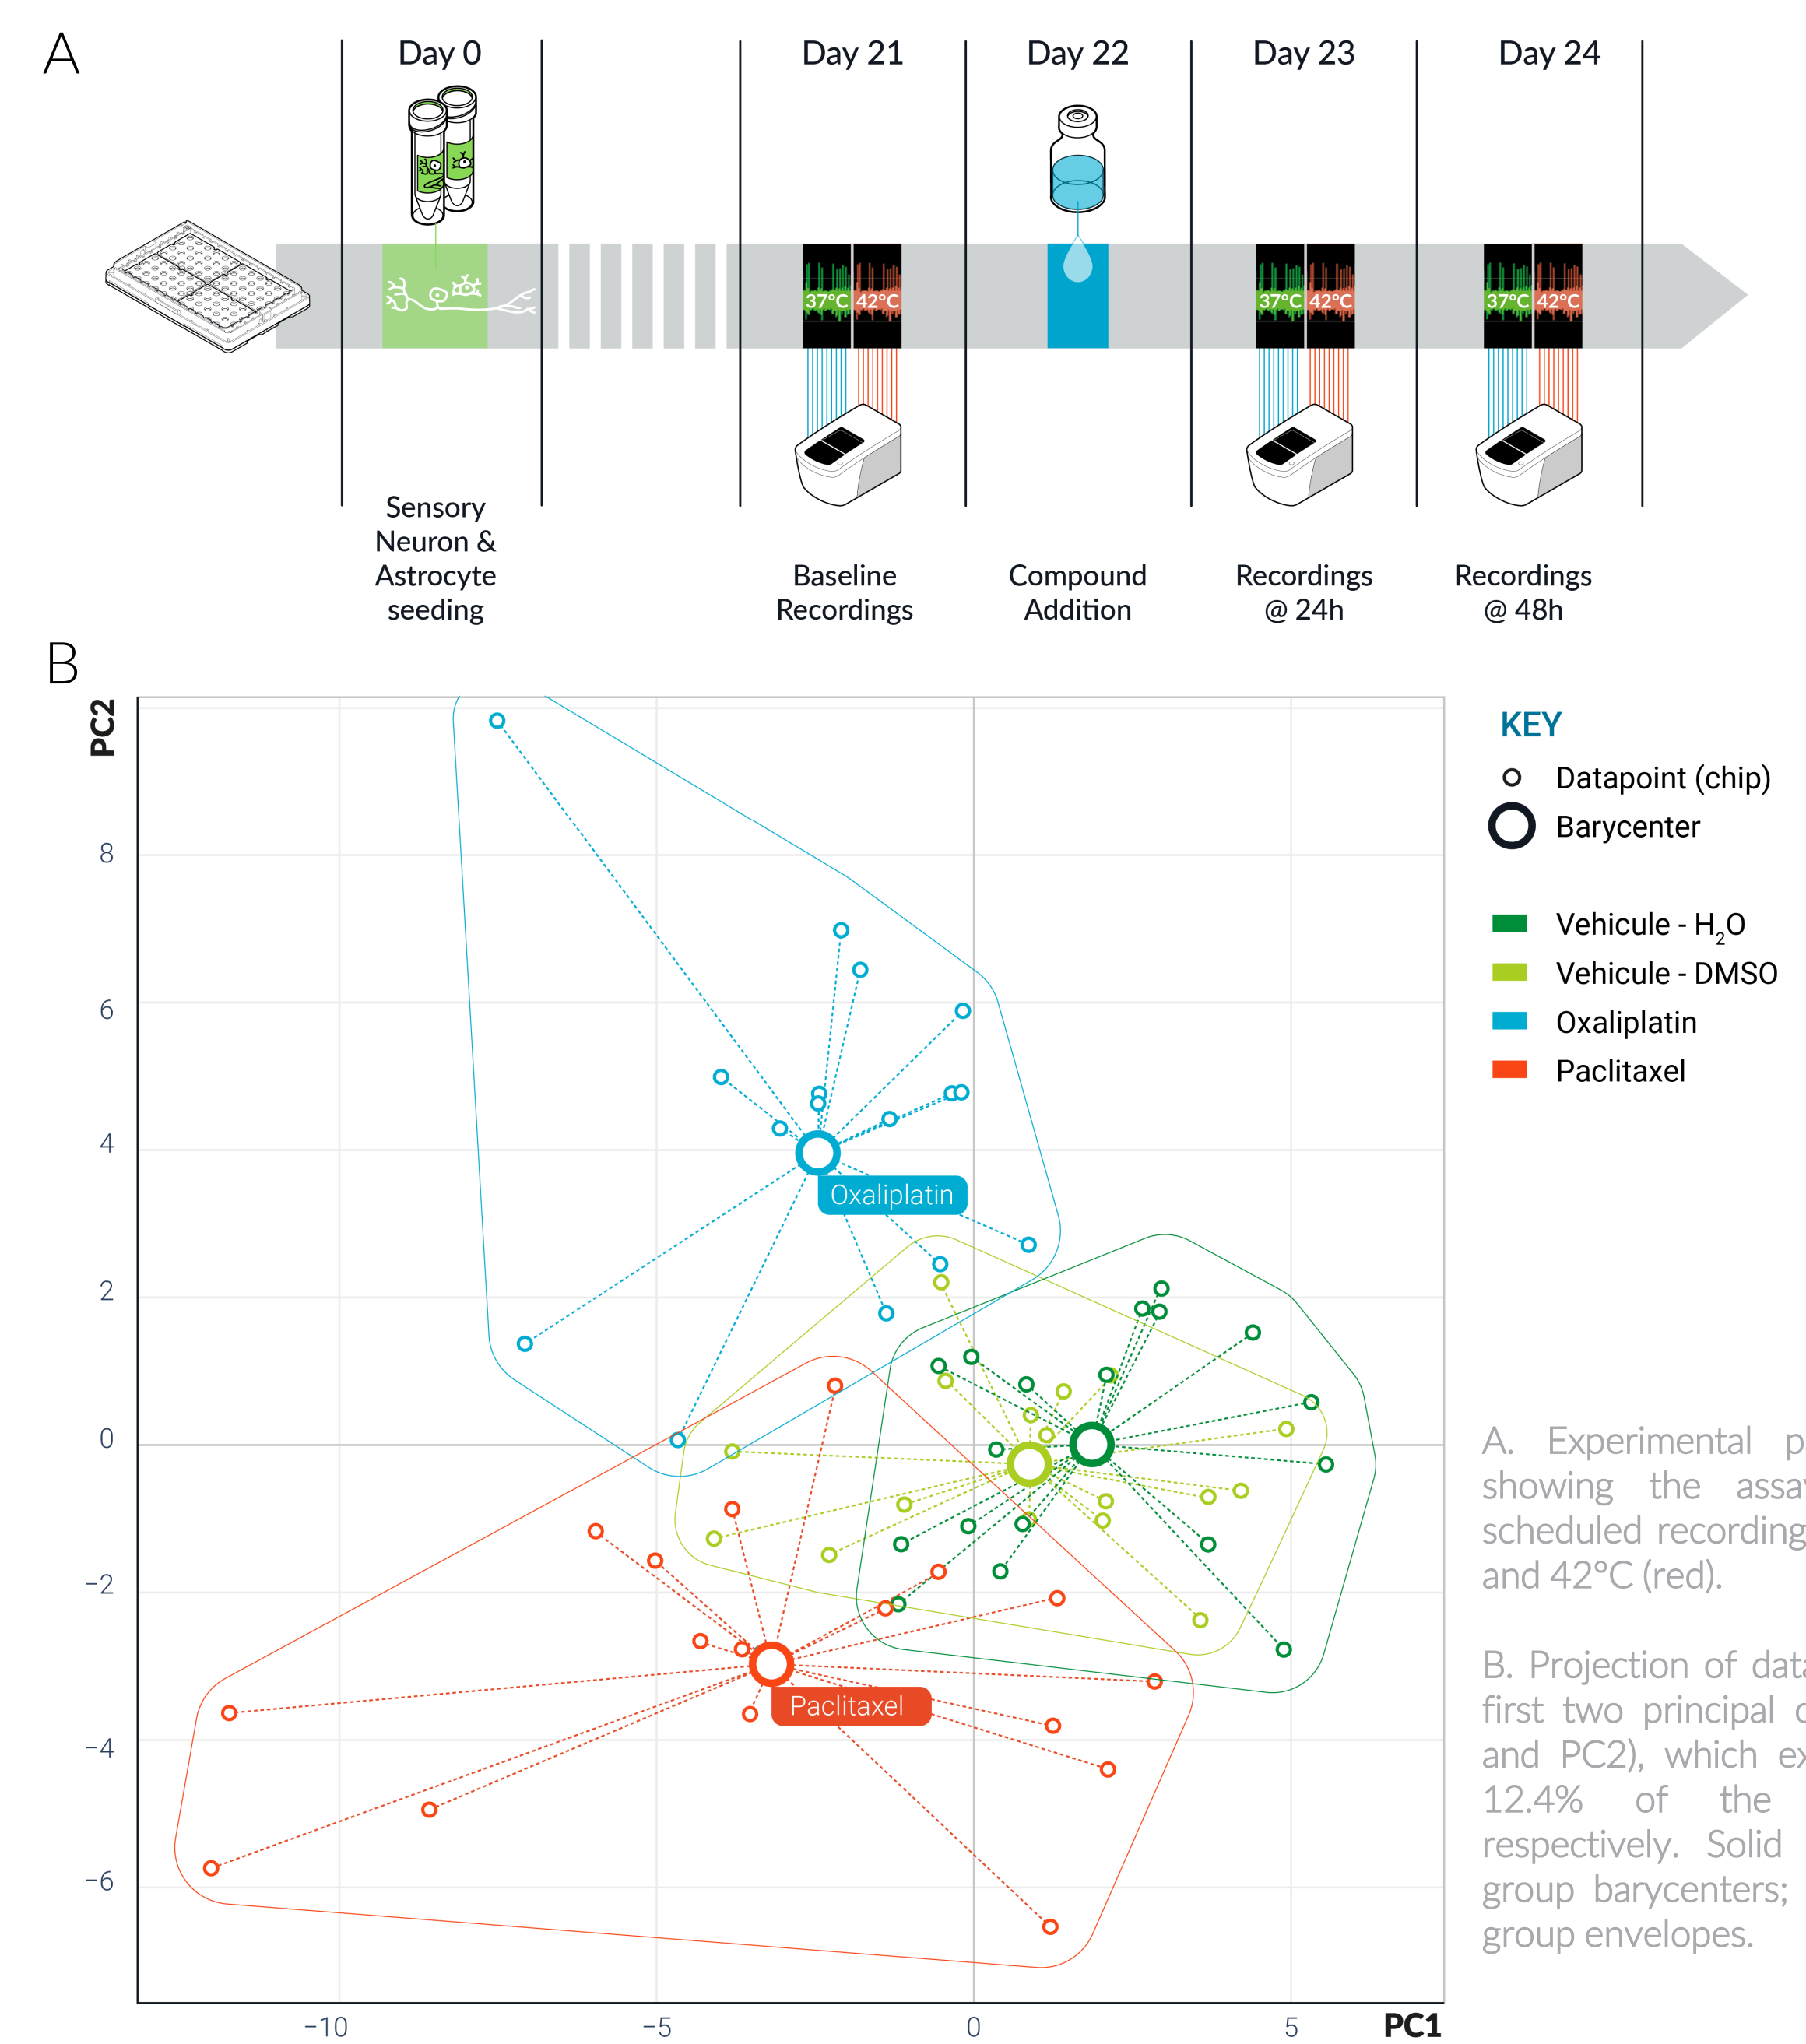 A
Day 0
Day 21
Day 22
Day 23
Day 24
37°C 42°C
37°C 42°C
37°C 42°C
Sensory
Neuron &
Astrocyte
seeding
Baseline
Recordings
Compound
Addition
Recordings
@ 24h
Recordings
@ 48h
B
PC2
8
6
4
2
0
−2
−4
−6
−10
−5
0
5
PC1
Oxaliplatin
Paclitaxel
KEY
Datapoint (chip)
Barycenter
Vehicule - H₂O
Vehicule - DMSO
Oxaliplatin
Paclitaxel
A. Experimental
showing the
scheduled recording
and 42°C (red).
B. Projection of
first two principal
and PC2), which
12.4% of the
respectively. Solid
group barycenters;
group envelopes.